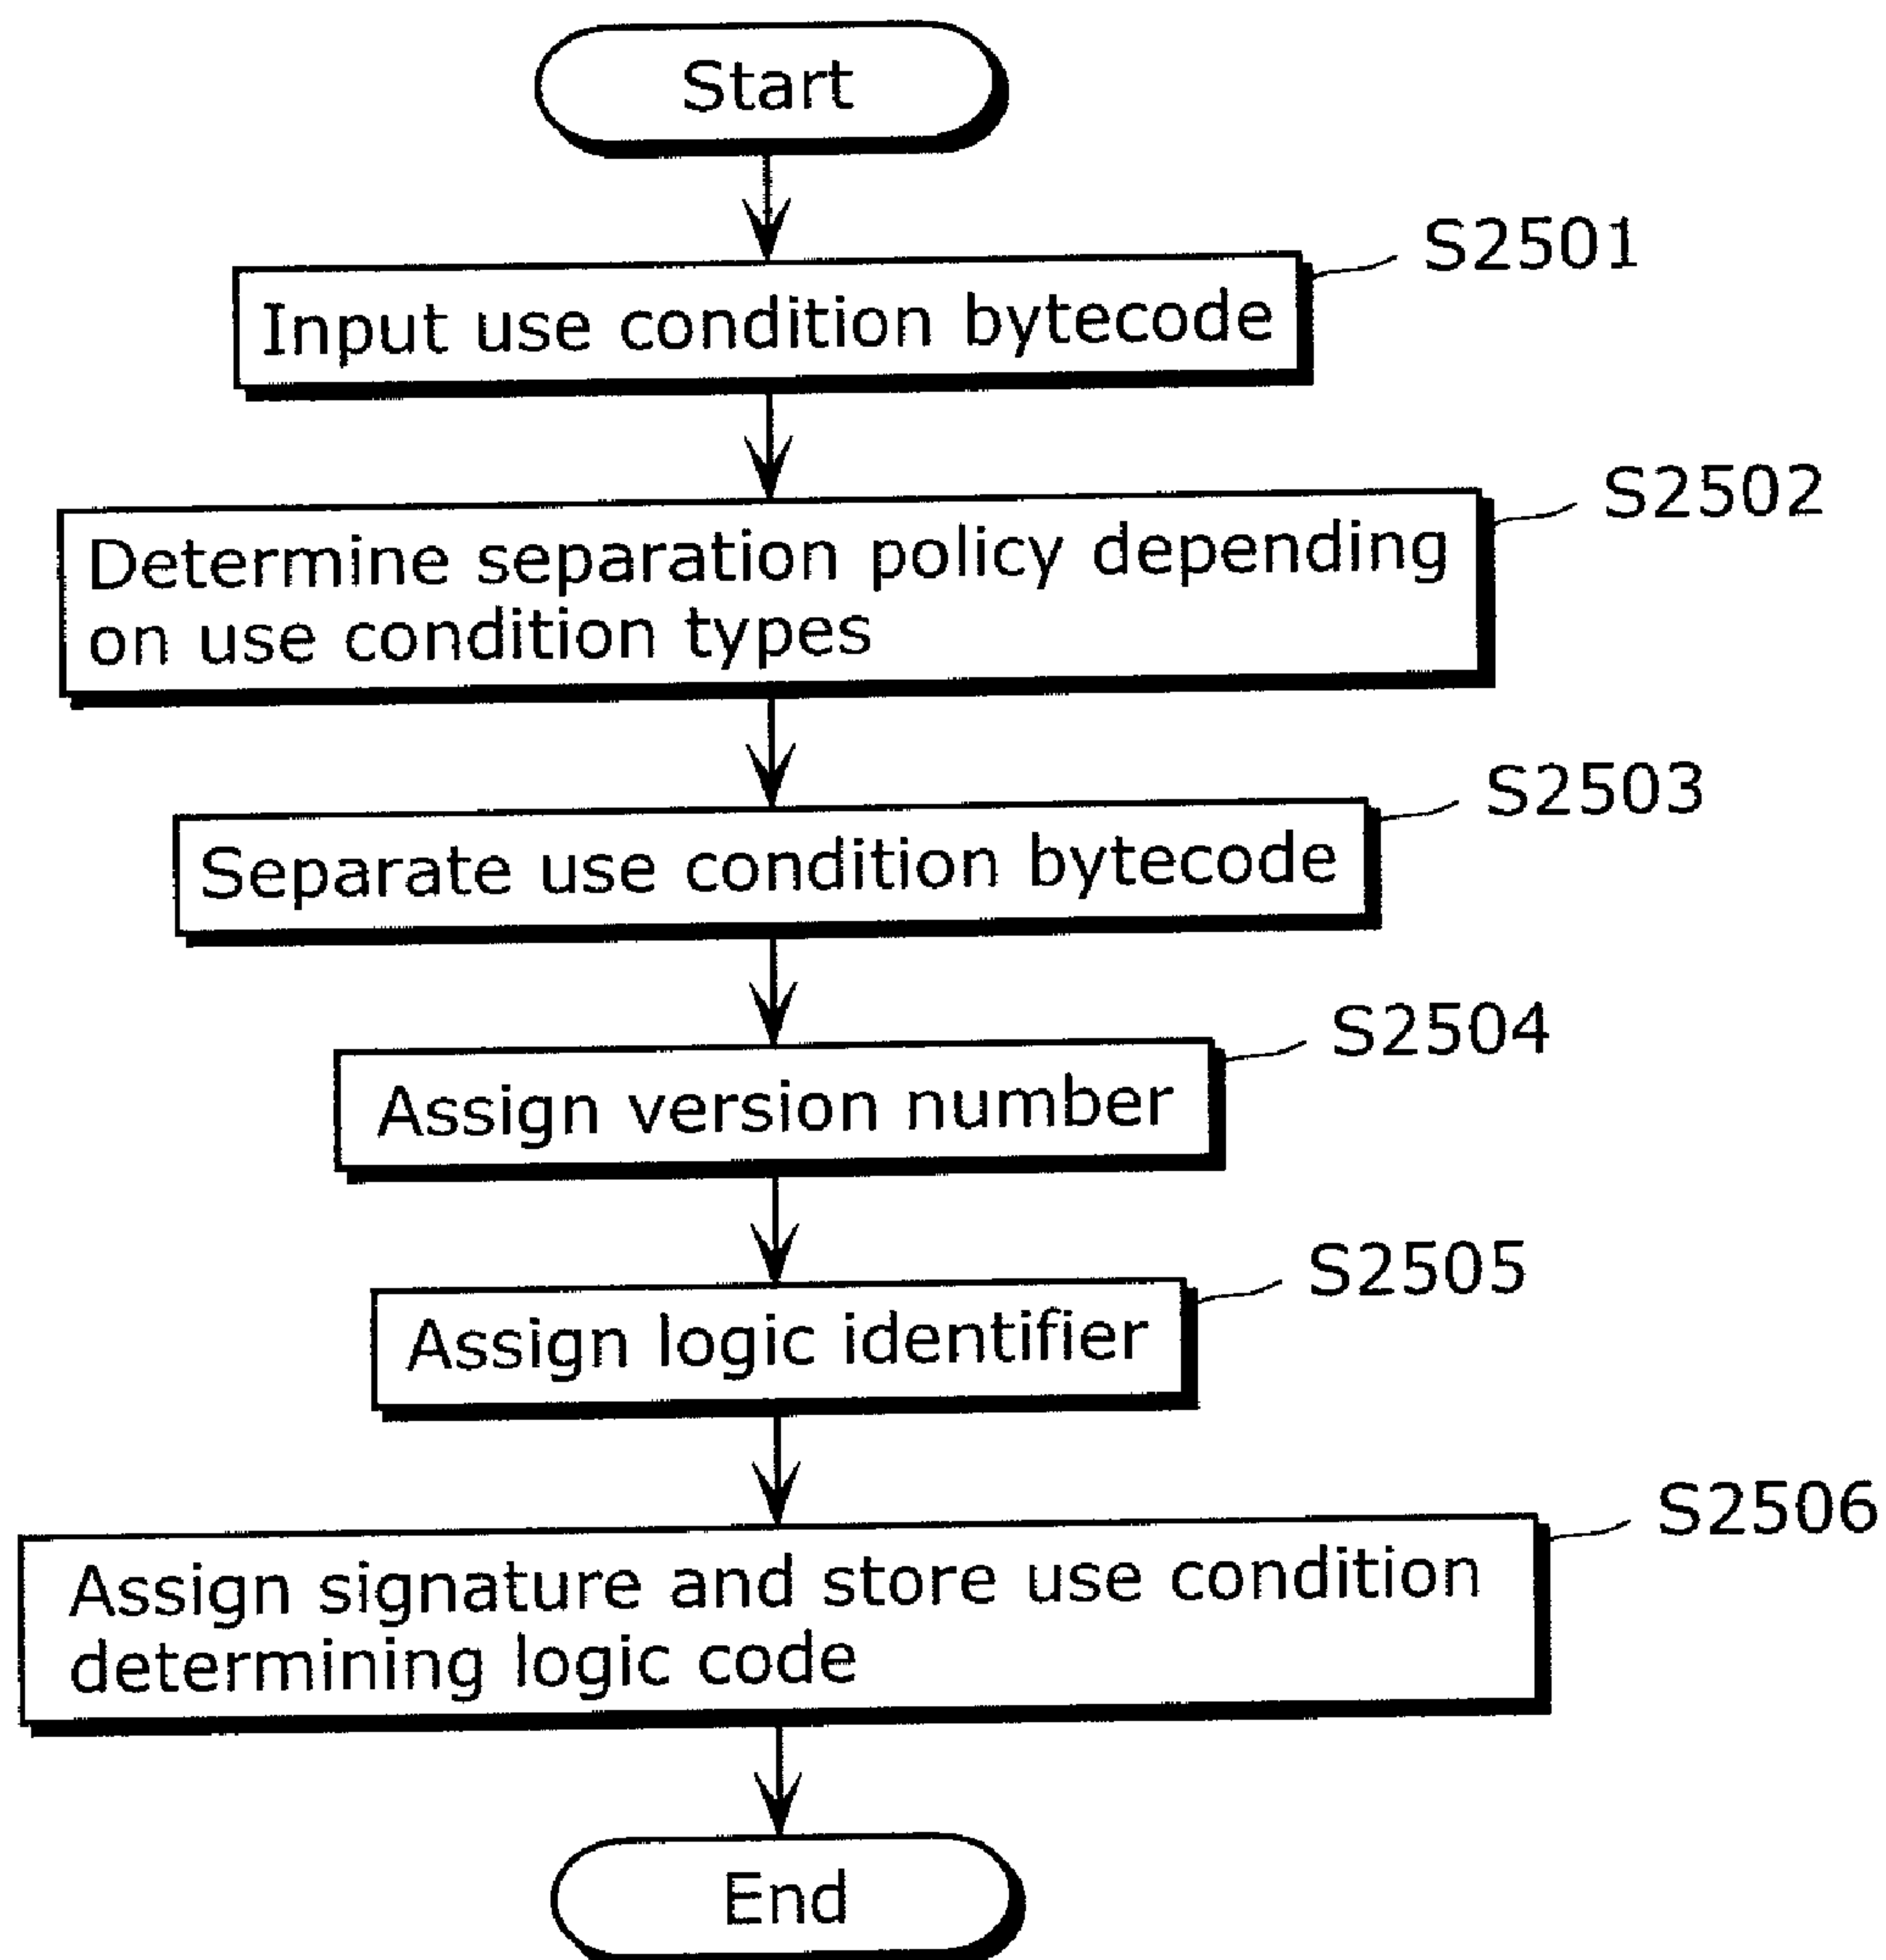 Start
S2501
Input use condition bytecode
S2502
Determine separation policy depending
on use condition types
S2503
Separate use condition bytecode
S2504
Assign version number
S2505
Assign logic identifier
S2506
Assign signature and store use condition
determining logic code
End